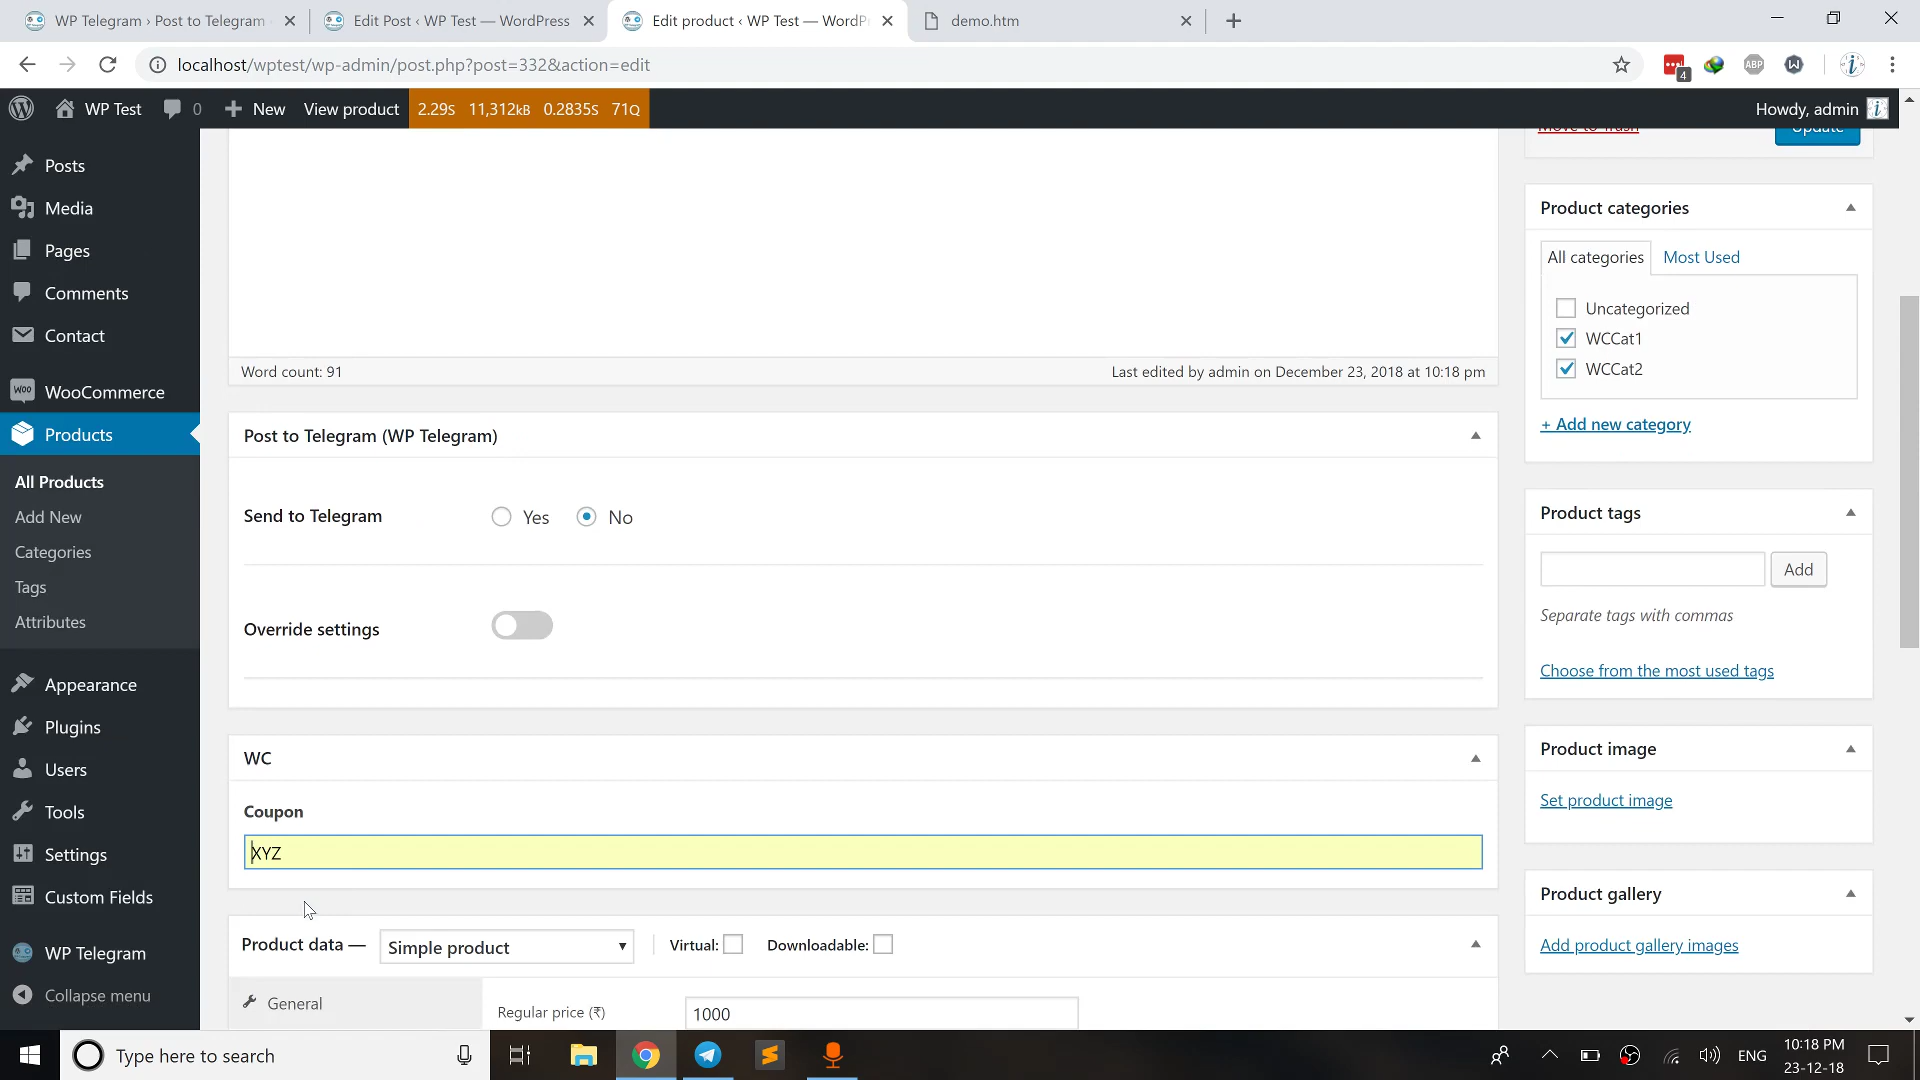 WP Telegram › Post to Telegram
Edit Post ‹ WP Test — WordPress
Edit product ‹ WP Test — WordP
demo.htm
localhost/wptest/wp-admin/post.php?post=332&action=edit
4
ABP
WP Test
0
New
View product
2.29S 11,312KB 0.2835S 71Q
Howdy, admin
Posts
Media
Pages
Comments
Contact
WooCommerce
Products
All Products
Add New
Categories
Tags
Attributes
Appearance
Plugins
Users
Tools
Settings
Custom Fields
WP Telegram
Collapse menu
Word count: 91
Last edited by admin on December 23, 2018 at 10:18 pm
Post to Telegram (WP Telegram)
Send to Telegram
Yes
No
Override settings
WC
Coupon
XYZ
Product data —
Simple product
Virtual:
Downloadable:
General
Regular price (₹)
1000
Move to Trash
Update
Product categories
All categories
Most Used
Uncategorized
WCCat1
WCCat2
+ Add new category
Product tags
Add
Separate tags with commas
Choose from the most used tags
Product image
Set product image
Product gallery
Add product gallery images
Type here to search
ENG
10:18 PM
23-12-18